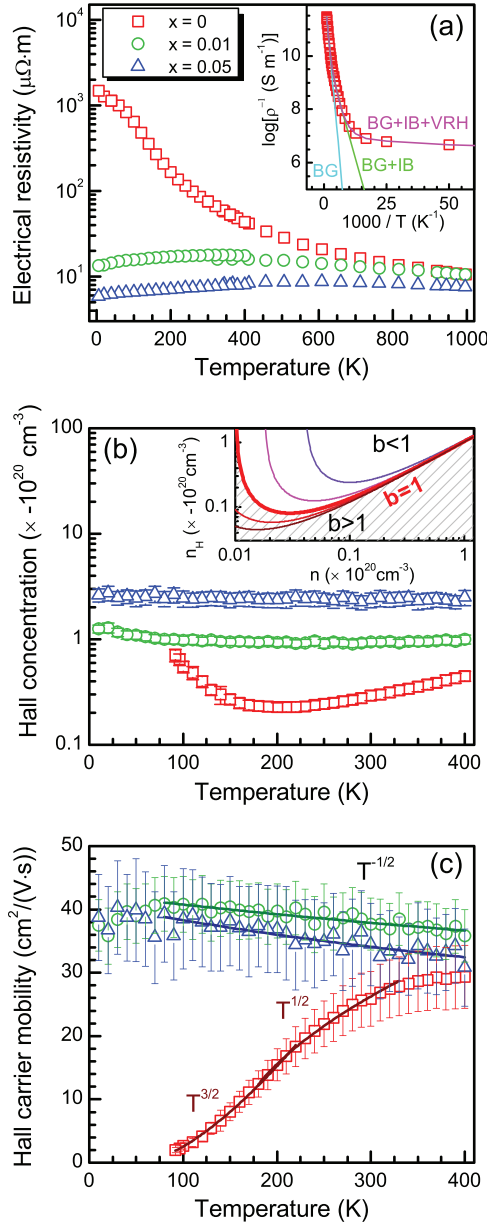 x = 0
x = 0.01
x = 0.05
(a)
Electrical resistivity (μΩ·m)
10³
10²
10¹
0 200 400 600 800 1000
Temperature (K)
log[ρ⁻¹ (S m⁻¹)]
10
8
6
BG+IB+VRH
BG
BG+IB
0 25 50
1000 / T (K⁻¹)
(b)
Hall concentration (× -10²⁰ cm⁻³)
100
10
1
0.1
0 100 200 300 400
Temperature (K)
n_H (× -10²⁰cm⁻³)
1
0.1
b<1
b=1
b>1
0.01 0.1 1
n (× -10²⁰cm⁻³)
(c)
Hall carrier mobility (cm²/(V·s))
50
40
30
20
10
0
T⁻¹/²
T¹/²
T³/²
0 100 200 300 400
Temperature (K)